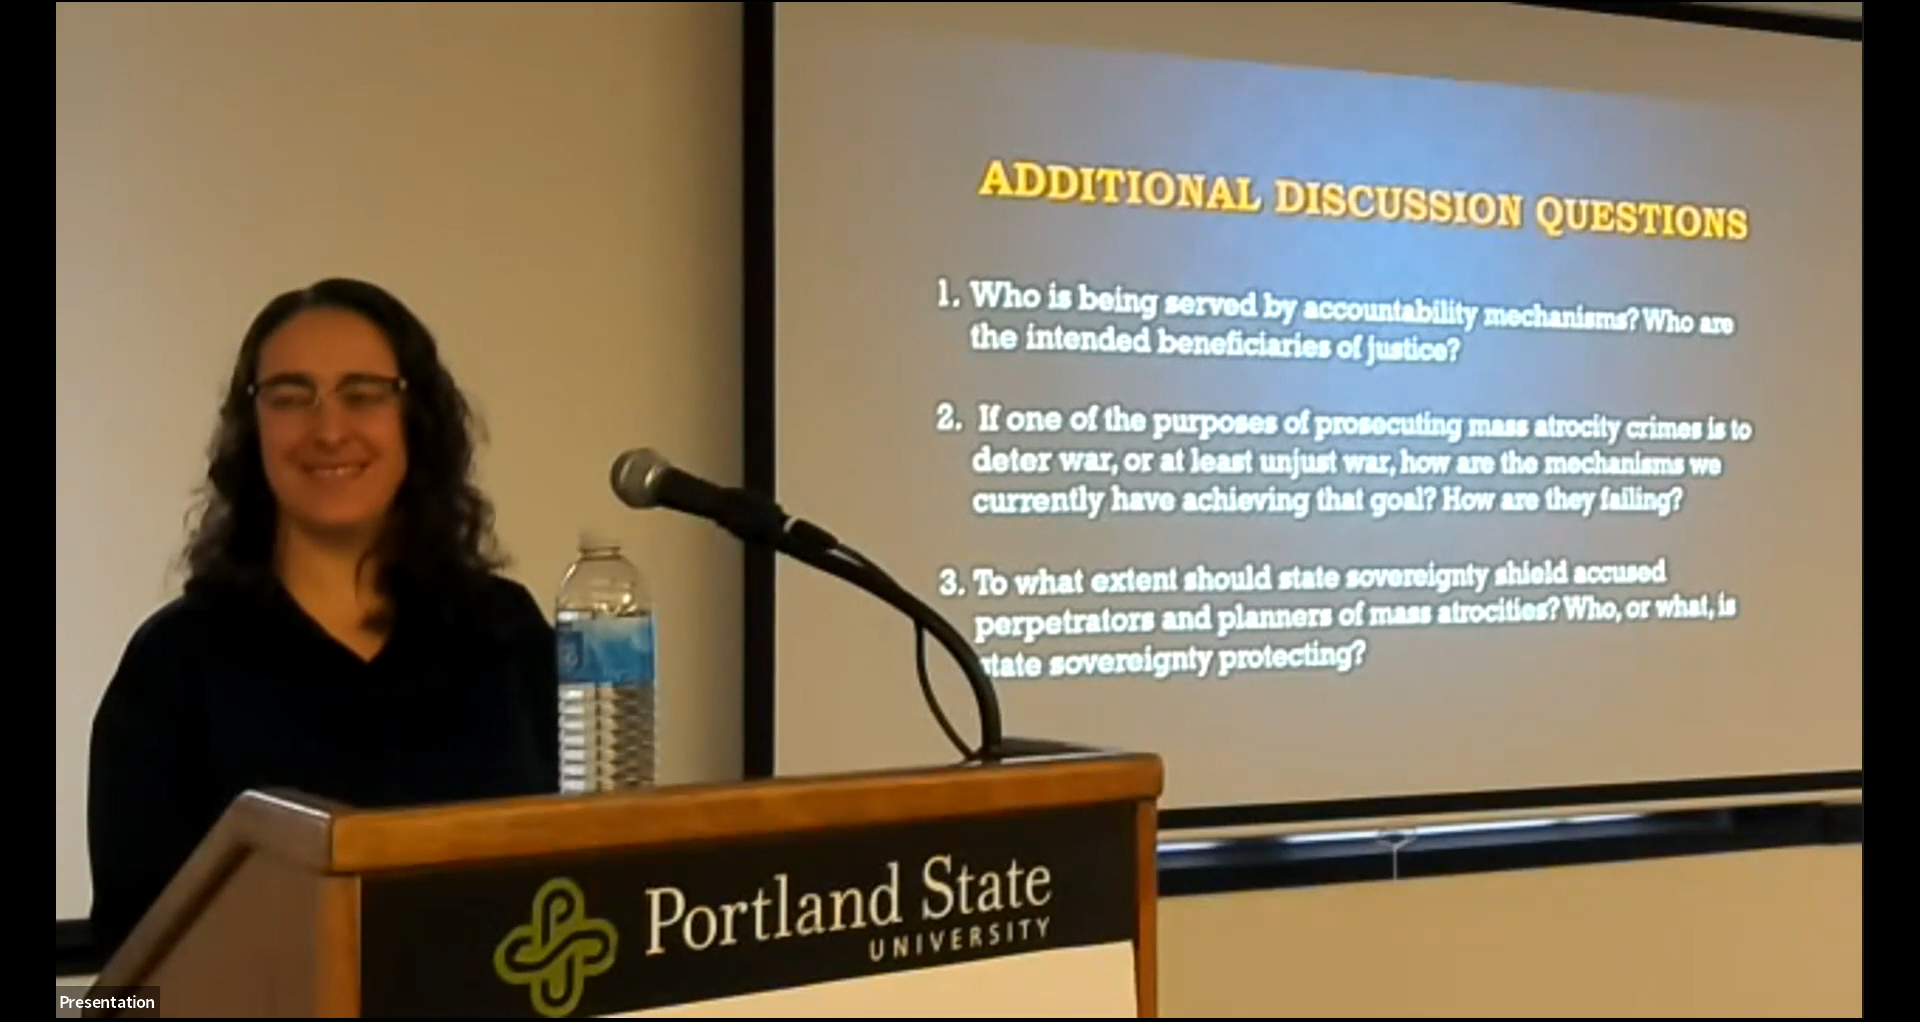 ADDITIONAL DISCUSSION QUESTIONS
1. Who is being served by accountability mechanisms? Who are
the intended beneficiaries of justice?
2. If one of the purposes of prosecuting mass atrocity crimes is to
deter war, or at least unjust war, how are the mechanisms we
currently have achieving that goal? How are they failing?
3. To what extent should state sovereignty shield accused
perpetrators and planners of mass atrocities? Who, or what, is
state sovereignty protecting?
Portland State
UNIVERSITY
Presentation